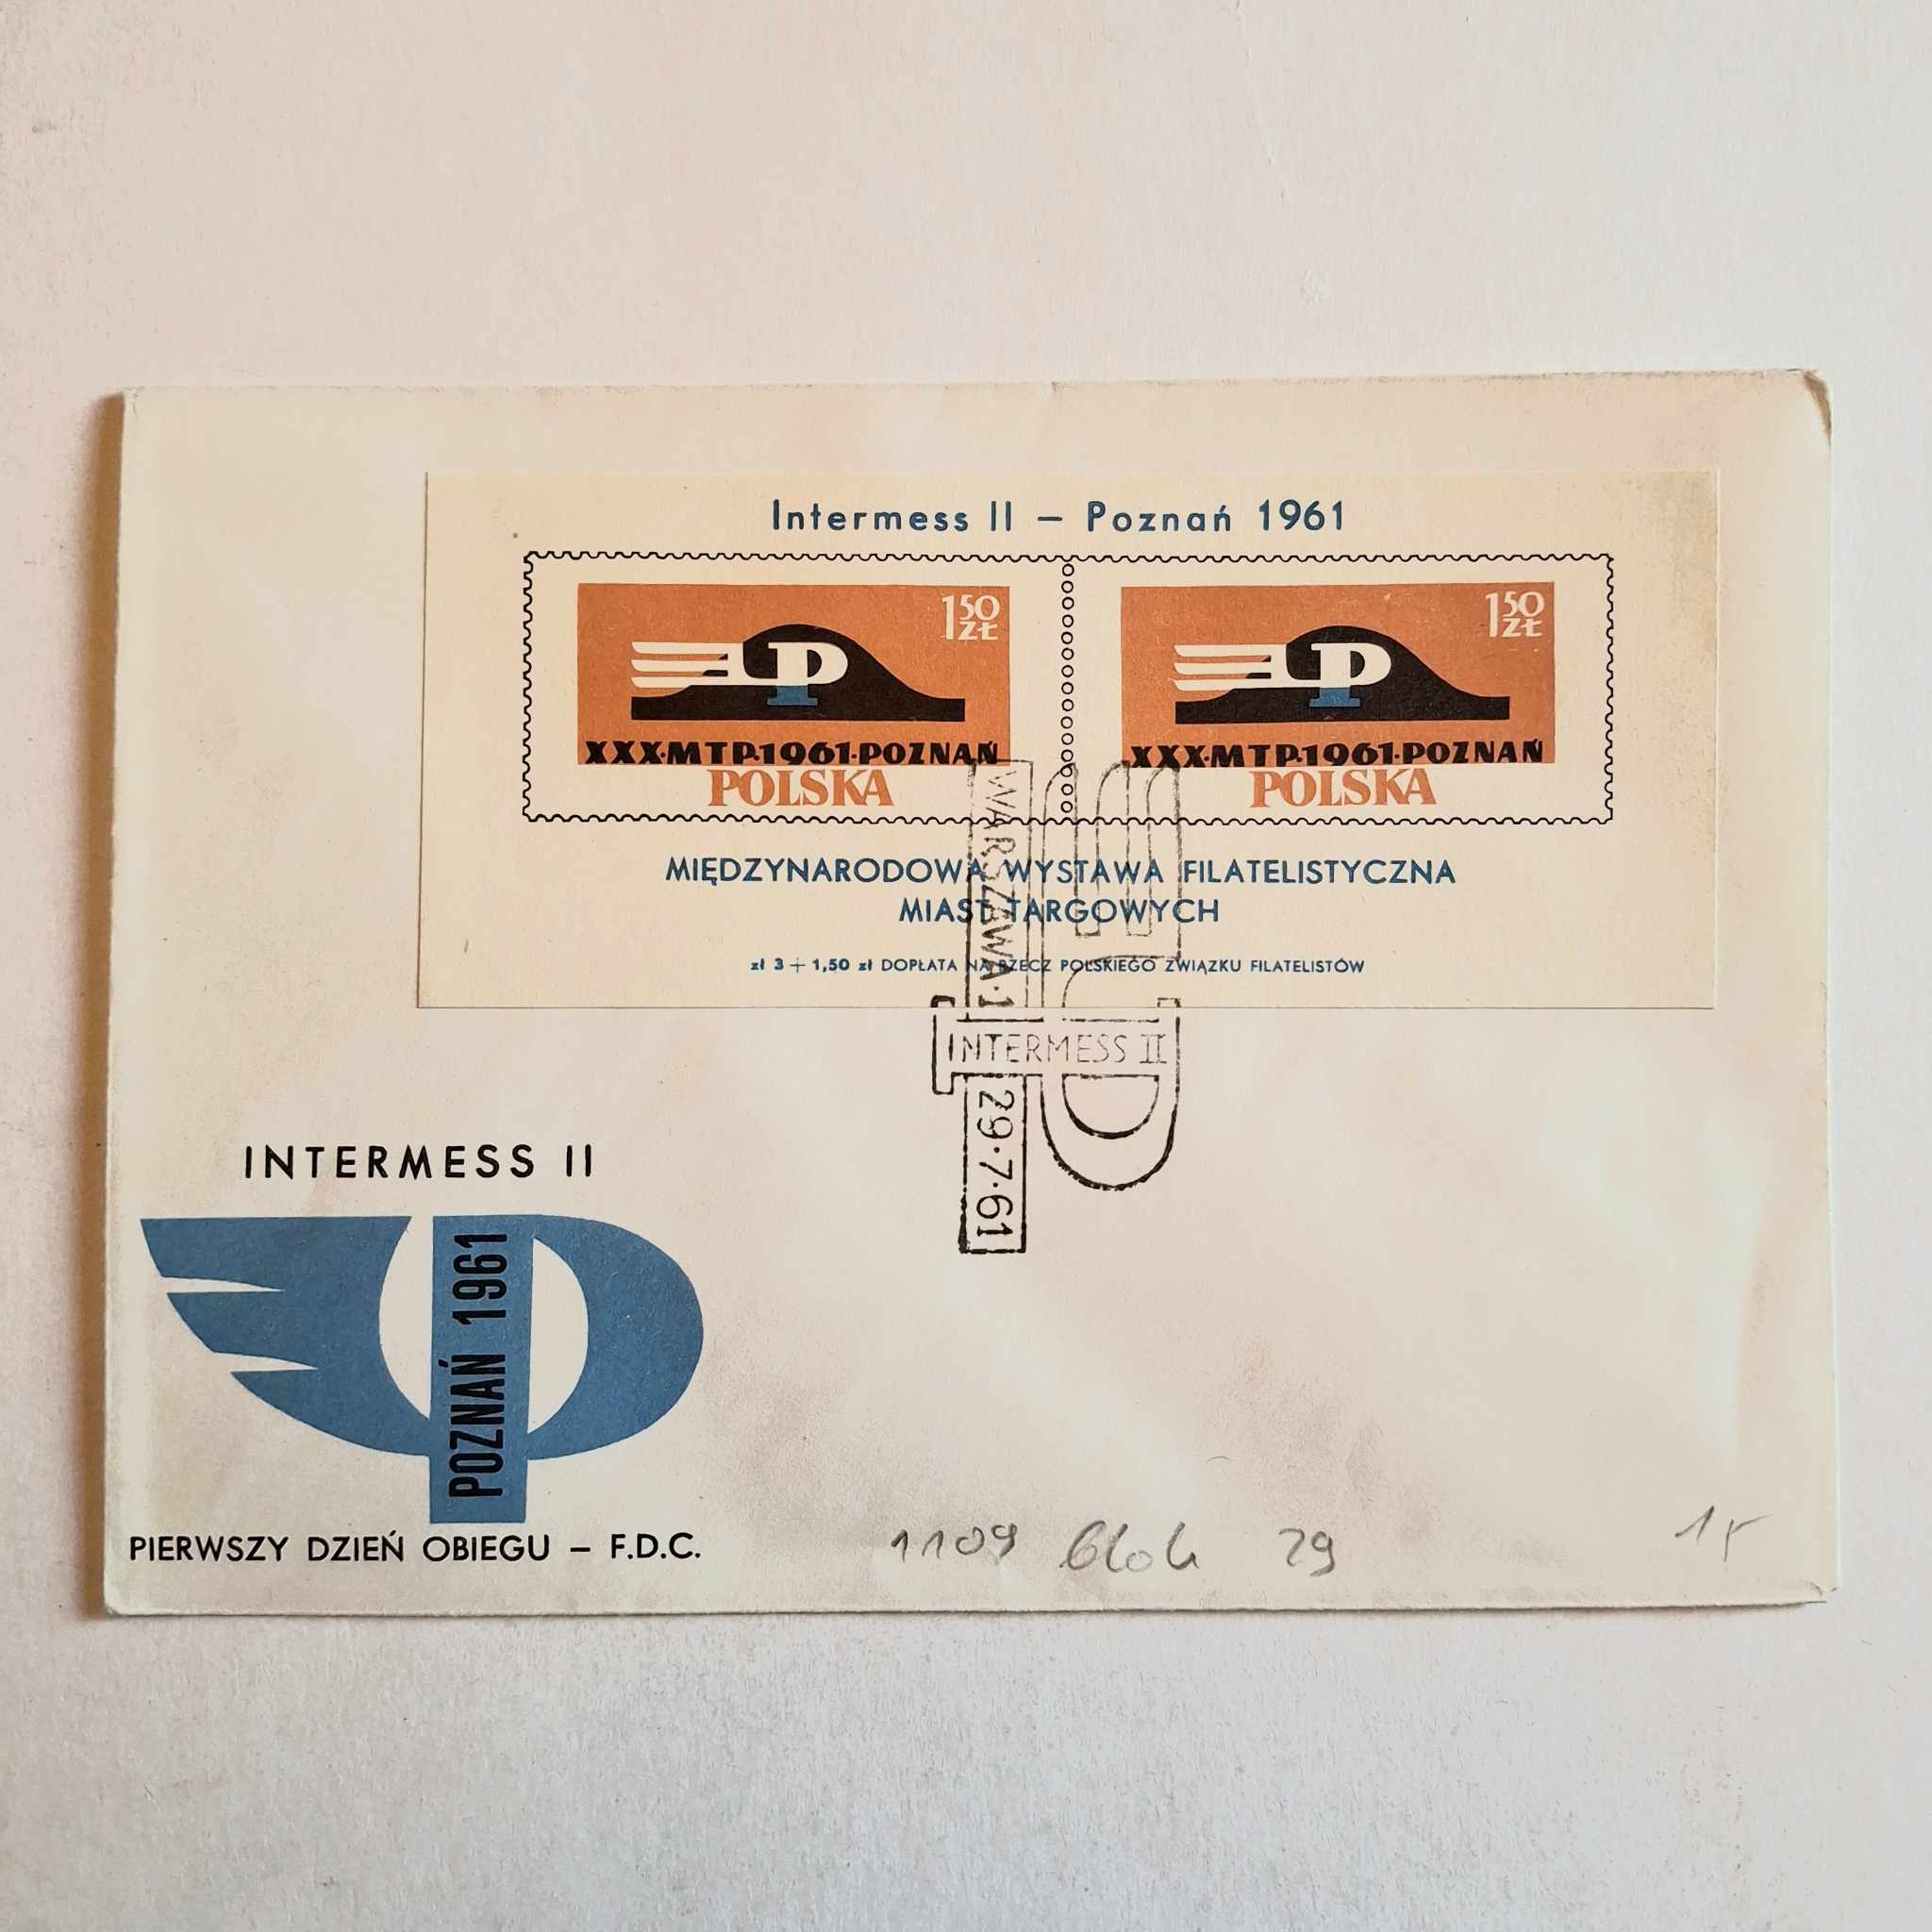 Intermess II – Poznań 1961
1 50 ZŁ
XXX·MTP·1961·POZNAŃ
POLSKA
1 50 ZŁ
XXX·MTP·1961·POZNAŃ
POLSKA
MIĘDZYNARODOWA WYSTAWA FILATELISTYCZNA
MIAST TARGOWYCH
zł 3 + 1,50 zł DOPŁATA NA RZECZ POLSKIEGO ZWIĄZKU FILATELISTÓW
WARSZAWA·1
INTERMESS II
29·7·61
INTERMESS II
POZNAŃ 1961
PIERWSZY DZIEŃ OBIEGU – F.D.C.
1109 Blok 29
15